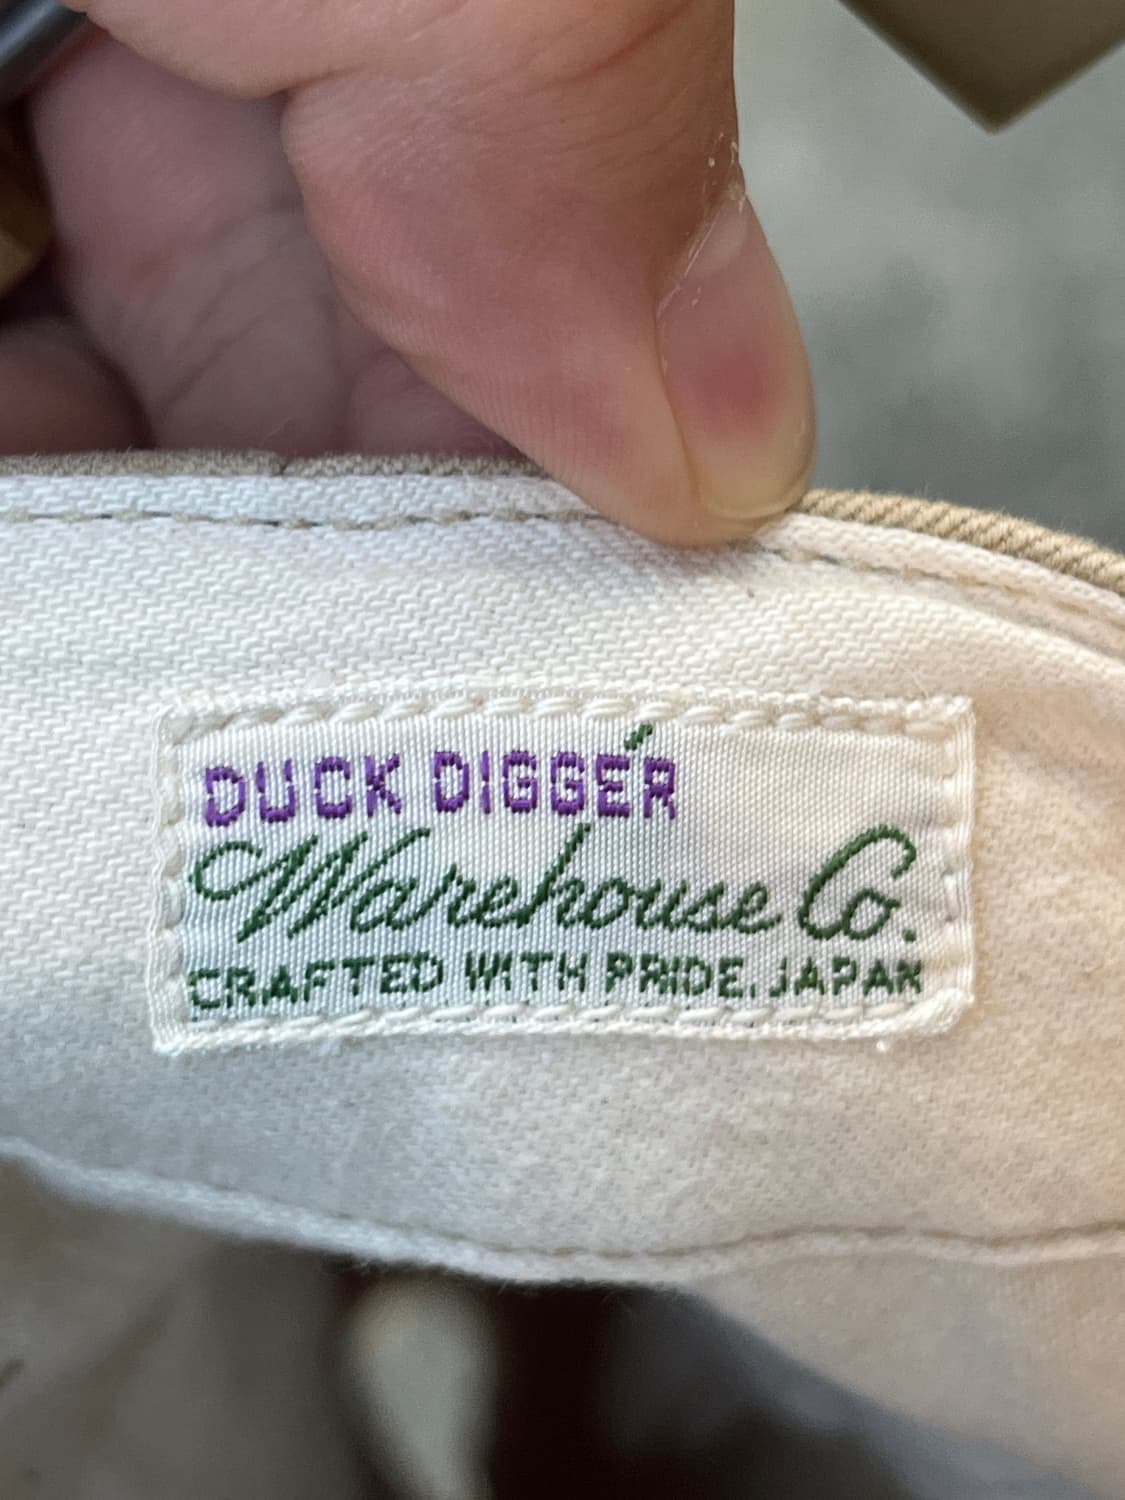 DUCK DIGGER
Warehouse Co.
CRAFTED WITH PRIDE. JAPAN